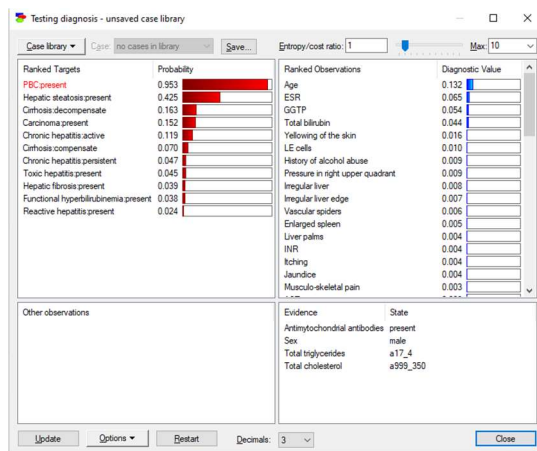 Testing diagnosis - unsaved case library
Case library Case: no cases in library Save... Entropy/cost ratio: 1 Max: 10
Ranked Targets Probability
PBC:present 0.953
Hepatic steatosis:present 0.425
Cirrhosis:decompensate 0.163
Carcinoma:present 0.152
Chronic hepatitis:active 0.119
Cirrhosis:compensate 0.070
Chronic hepatitis:persistent 0.047
Toxic hepatitis:present 0.045
Hepatic fibrosis:present 0.039
Functional hyperbilirubinemia:present 0.038
Reactive hepatitis:present 0.024
Ranked Observations Diagnostic Value
Age 0.132
ESR 0.065
GGTP 0.054
Total bilirubin 0.044
Yellowing of the skin 0.016
LE cells 0.010
History of alcohol abuse 0.009
Pressure in right upper quadrant 0.009
Irregular liver 0.008
Irregular liver edge 0.007
Vascular spiders 0.006
Enlarged spleen 0.005
Liver palms 0.004
INR 0.004
Itching 0.004
Jaundice 0.004
Musculo-skeletal pain 0.003
Other observations
Evidence State
Antimytochondrial antibodies present
Sex male
Total triglycerides a17_4
Total cholesterol a999_350
Update Options Restart Decimals: 3 Close